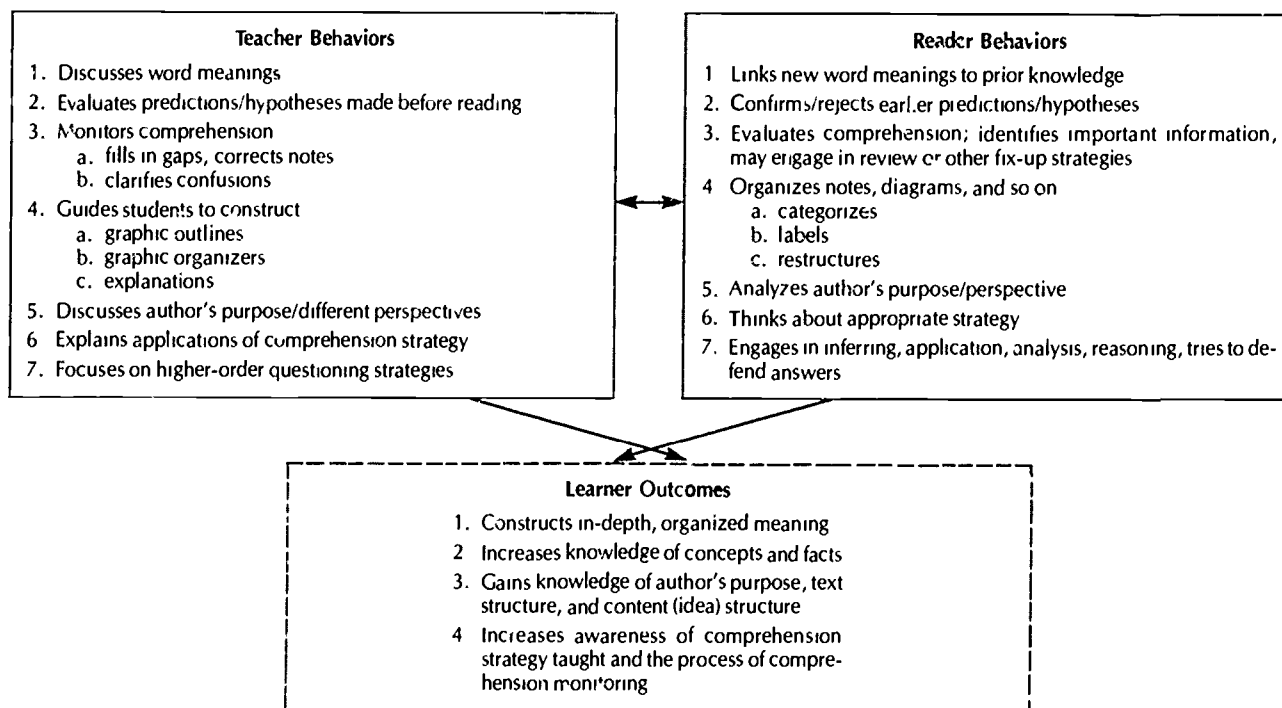 Teacher Behaviors
1. Discusses word meanings
2. Evaluates predictions/hypotheses made before reading
3. Monitors comprehension
a. fills in gaps, corrects notes
b. clarifies confusions
4. Guides students to construct
a. graphic outlines
b. graphic organizers
c. explanations
5. Discusses author's purpose/different perspectives
6 Explains applications of comprehension strategy
7. Focuses on higher-order questioning strategies
Reader Behaviors
1 Links new word meanings to prior knowledge
2. Confirms/rejects earlier predictions/hypotheses
3. Evaluates comprehension; identifies important information,
may engage in review or other fix-up strategies
4 Organizes notes, diagrams, and so on
a. categorizes
b. labels
c. restructures
5. Analyzes author's purpose/perspective
6. Thinks about appropriate strategy
7. Engages in inferring, application, analysis, reasoning, tries to de-
fend answers
Learner Outcomes
1. Constructs in-depth, organized meaning
2 Increases knowledge of concepts and facts
3. Gains knowledge of author's purpose, text
structure, and content (idea) structure
4 Increases awareness of comprehension
strategy taught and the process of compre-
hension monitoring